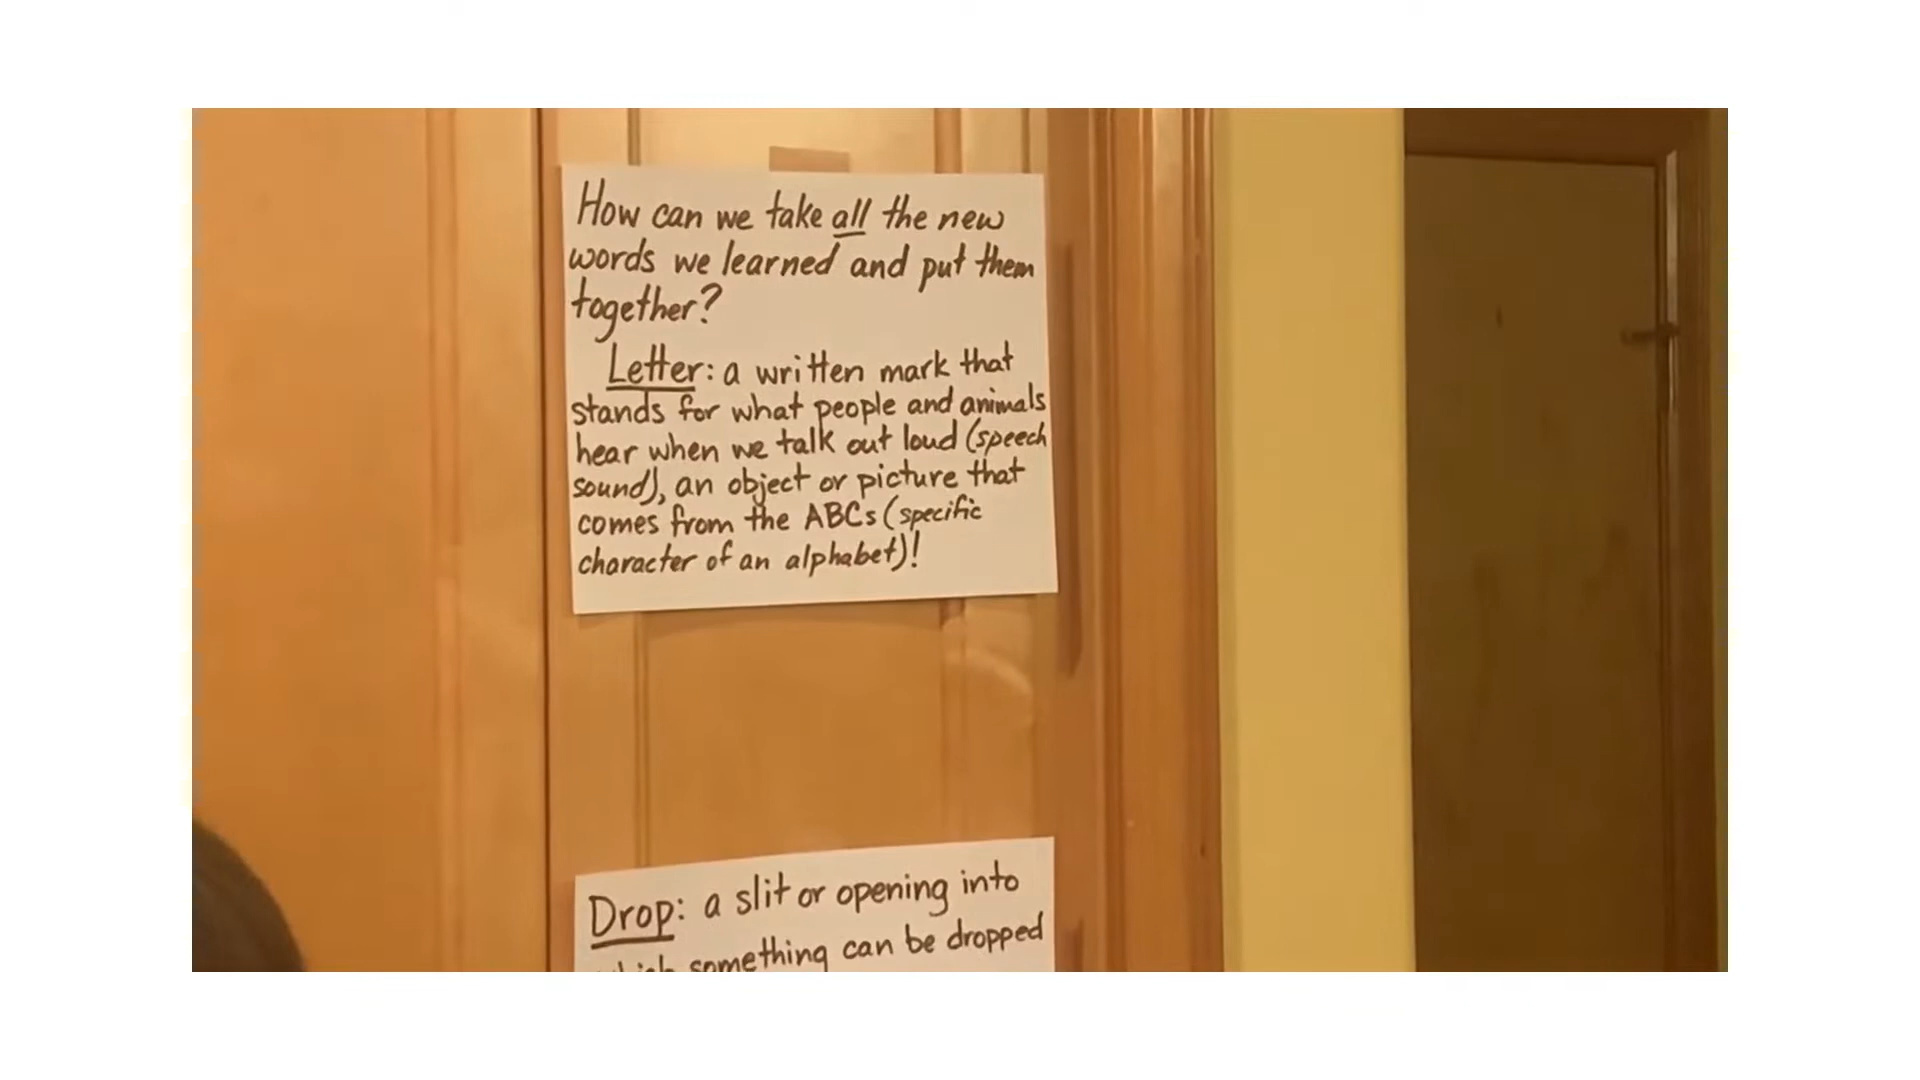 How can we take all the new
words we learned and put them
together?
Letter: a written mark that
stands for what people and animals
hear when we talk out loud (speech
sound), an object or picture that
comes from the ABCs (specific
character of an alphabet)!
Drop: a slit or opening into
something can be dropped